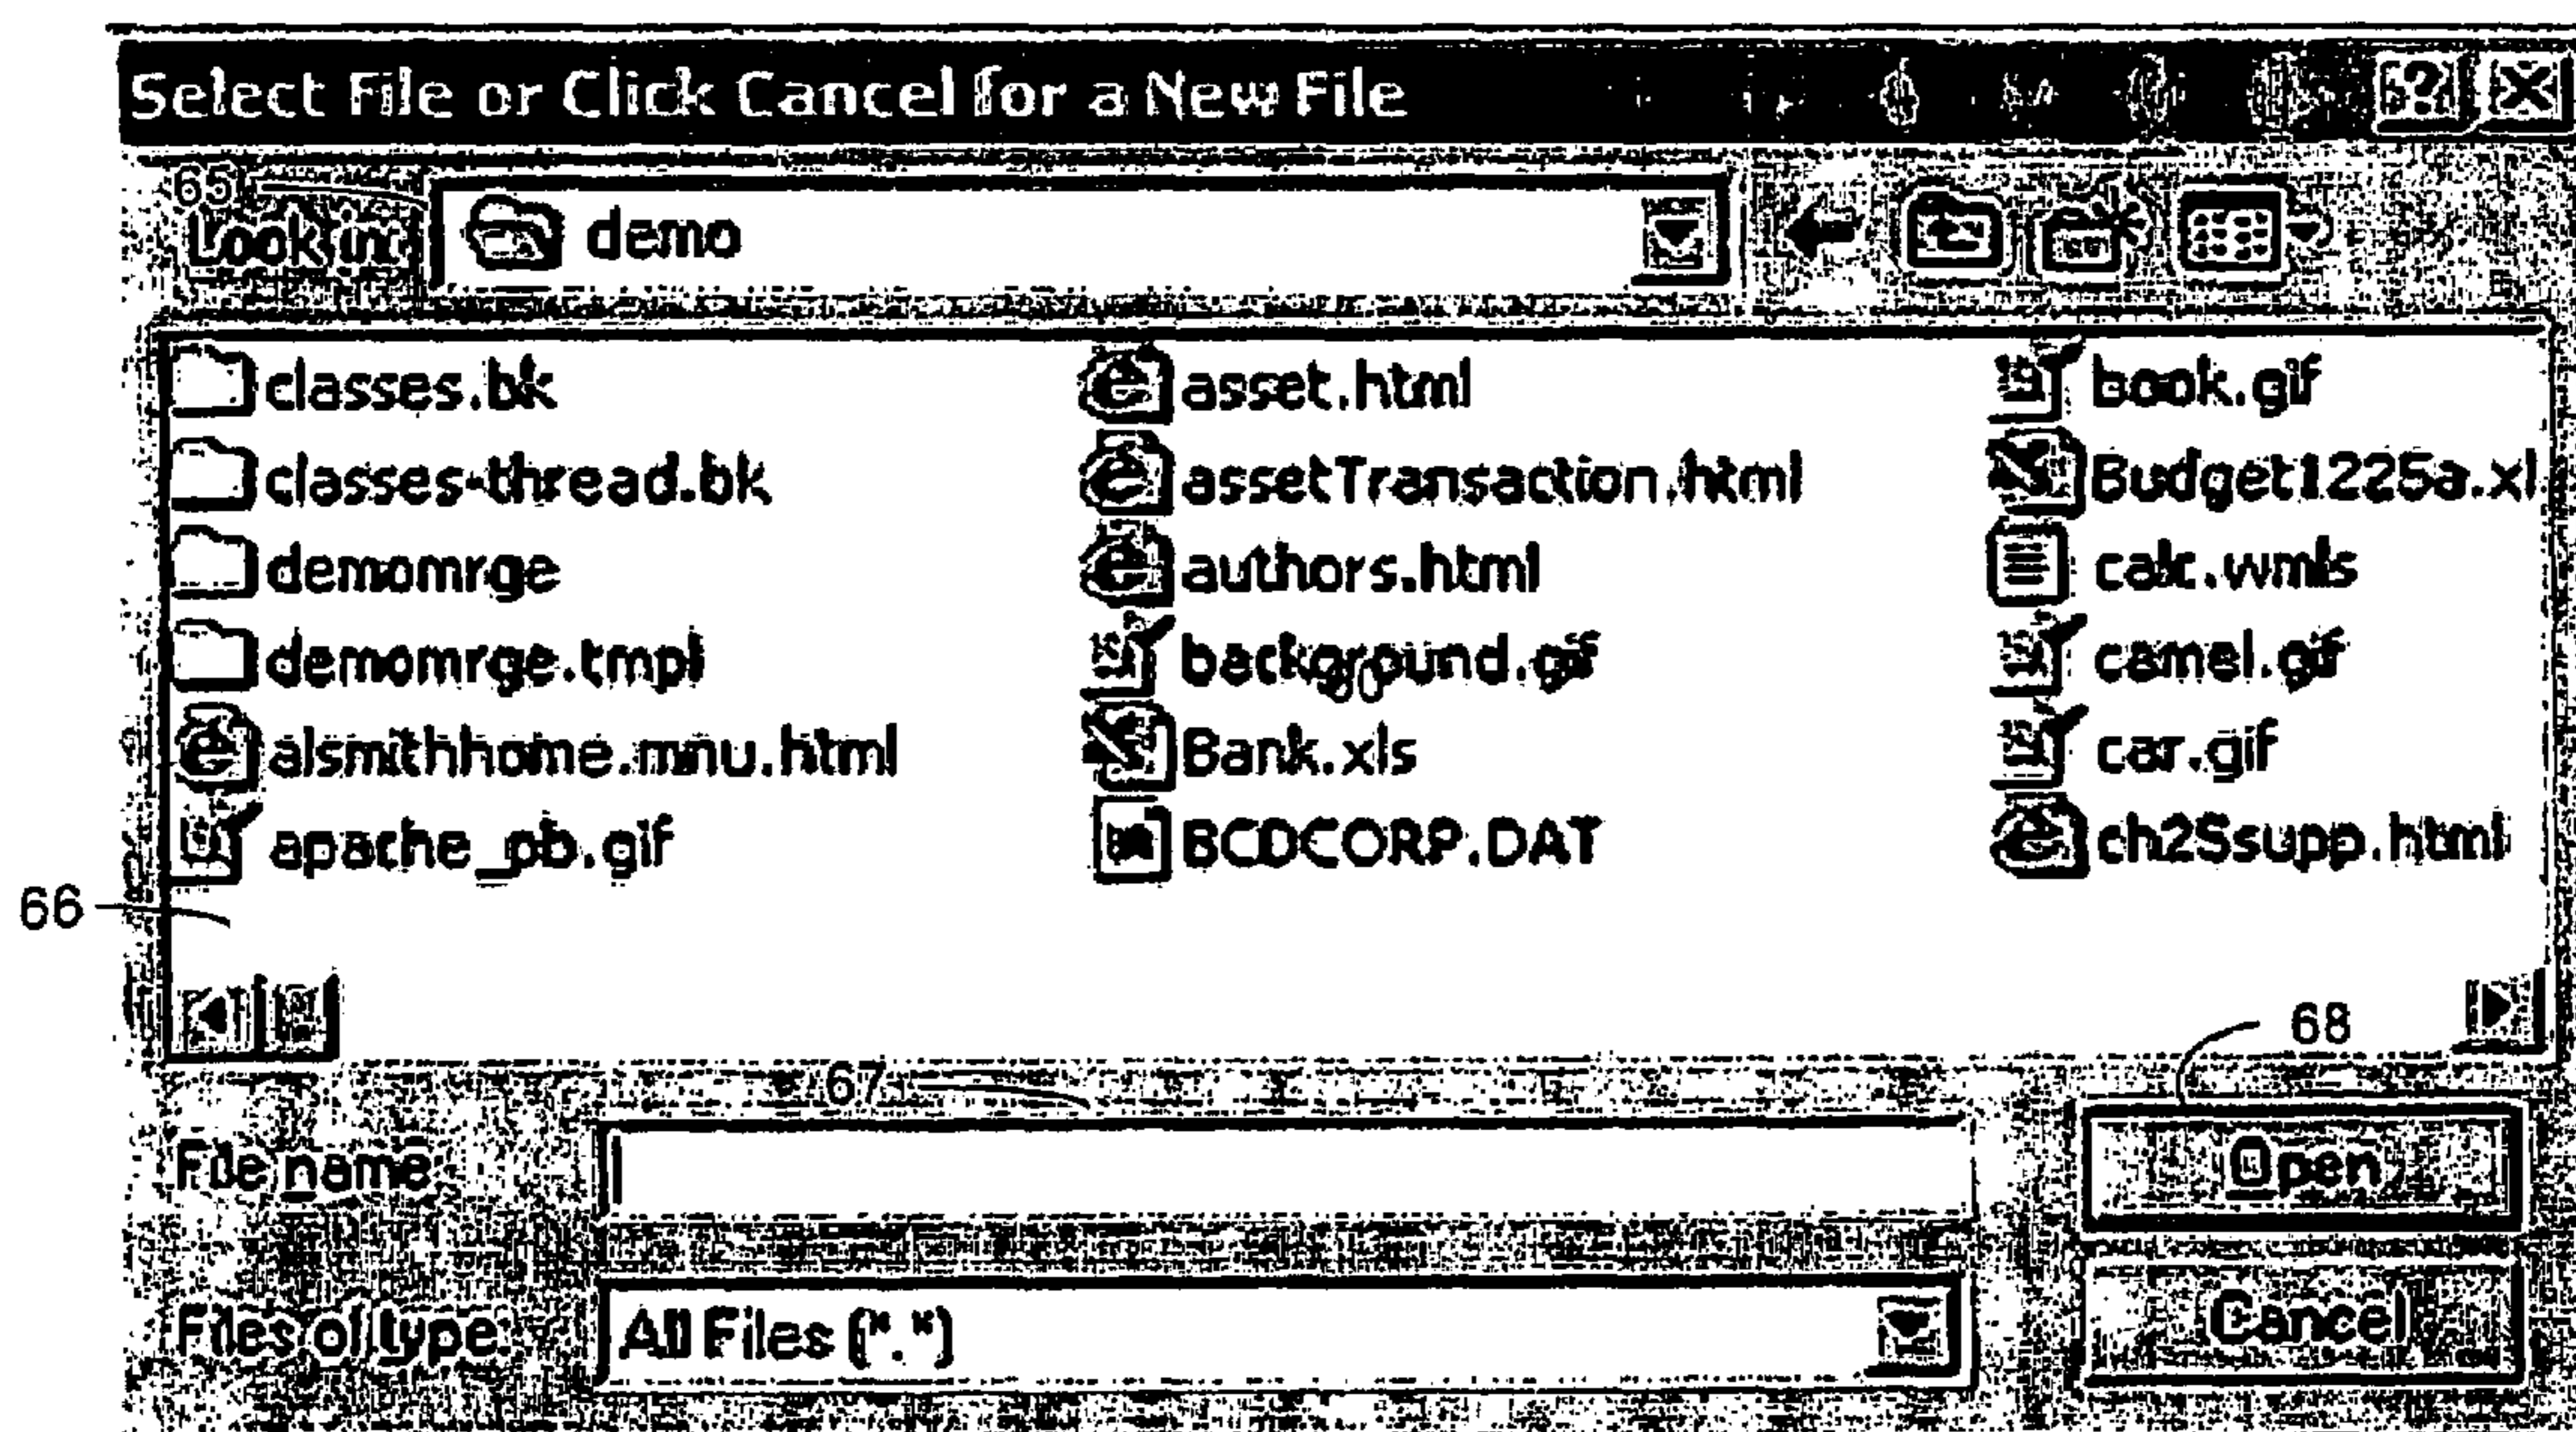 Select File or Click Cancel for a New File
65
Look in: demo
classes.bk
classes-thread.bk
demomrge
demomrge.tmpl
alsmithhome.mnu.html
apache_pb.gif
asset.html
assetTransaction.html
authors.html
background.gif
Bank.xls
BCDCORP.DAT
book.gif
Budget1225a.xl
calc.wmls
camel.gif
car.gif
ch25supp.html
66
67
68
File name:
Open
Files of type: All Files (*.*)
Cancel